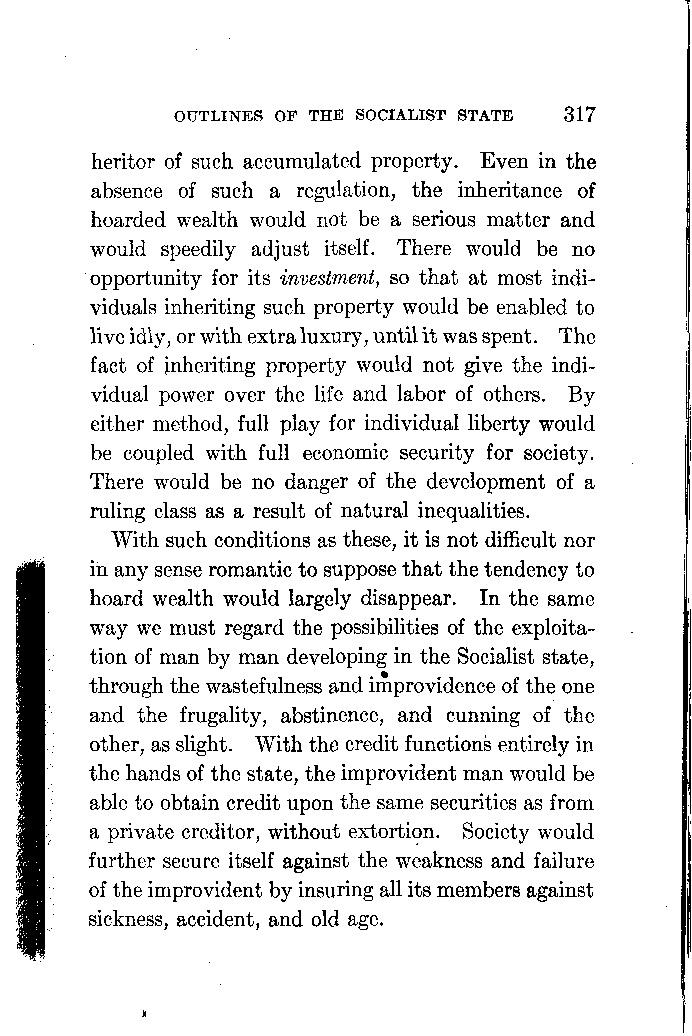 OUTLINES OF THE SOCIALIST STATE 317
heritor of such accumulated property. Even in the
absence of such a regulation, the inheritance of
hoarded wealth would not be a serious matter and
would speedily adjust itself. There would be no
opportunity for its investment, so that at most indi-
viduals inheriting such property would be enabled to
live idly, or with extra luxury, until it was spent. The
fact of inheriting property would not give the indi-
vidual power over the life and labor of others. By
either method, full play for individual liberty would
be coupled with full economic security for society.
There would be no danger of the development of a
ruling class as a result of natural inequalities.
With such conditions as these, it is not difficult nor
in any sense romantic to suppose that the tendency to
hoard wealth would largely disappear. In the same
way we must regard the possibilities of the exploita-
tion of man by man developing in the Socialist state,
through the wastefulness and improvidence of the one
and the frugality, abstinence, and cunning of the
other, as slight. With the credit functions entirely in
the hands of the state, the improvident man would be
able to obtain credit upon the same securities as from
a private creditor, without extortion. Society would
further secure itself against the weakness and failure
of the improvident by insuring all its members against
sickness, accident, and old age.